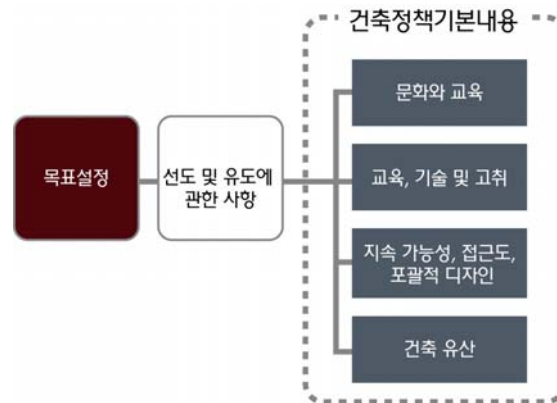 건축정책기본내용
문화와 교육
목표설정
선도 및 유도에
관한 사항
교육, 기술 및 고취
지속 가능성, 접근도,
포괄적 디자인
건축 유산